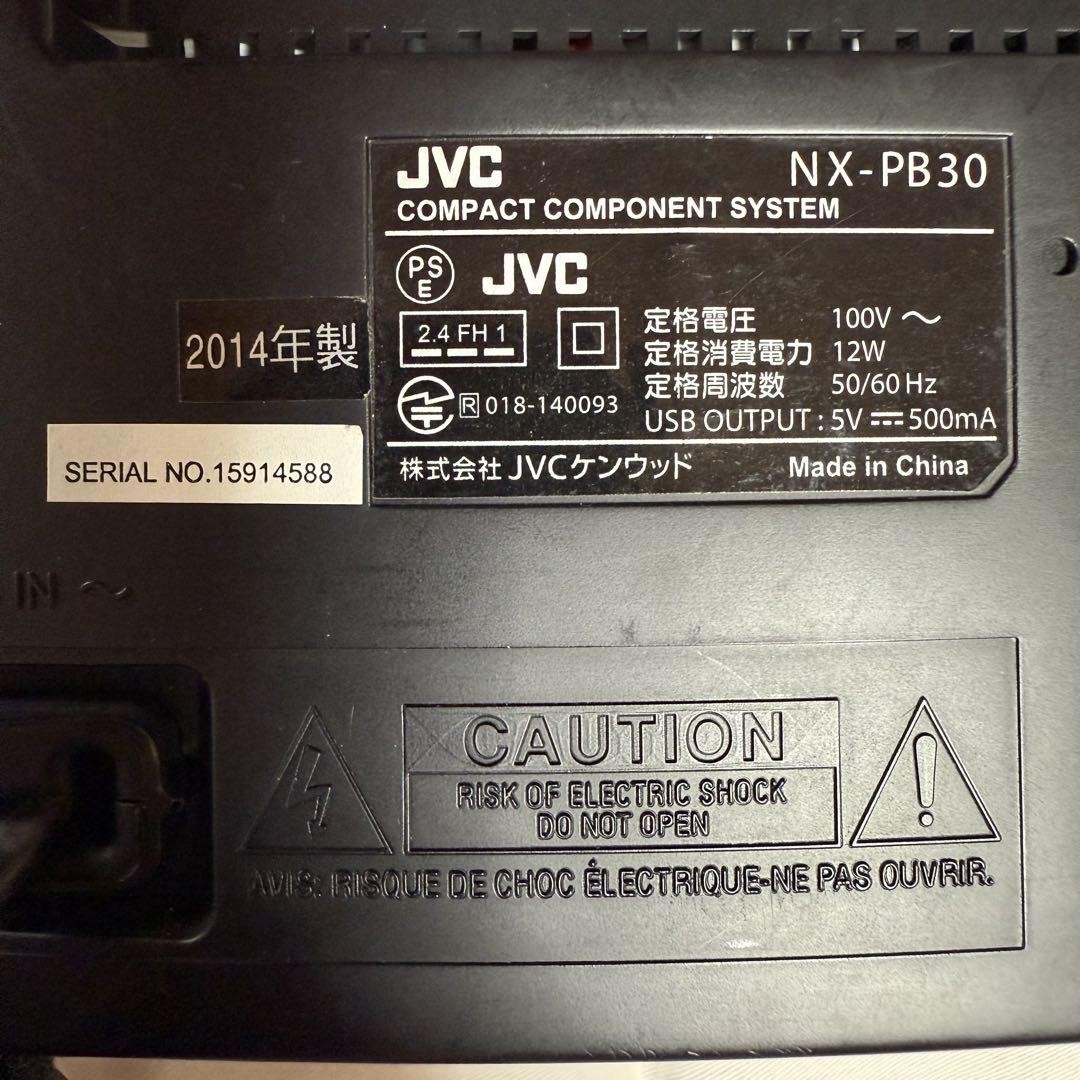 JVC NX-PB30
COMPACT COMPONENT SYSTEM
PS
E
JVC
2.4 FH 1
R 018-140093
定格電圧 100V ～
定格消費電力 12W
定格周波数 50/60 Hz
USB OUTPUT : 5V ⎓ 500mA
株式会社 JVCケンウッド Made in China
2014年製
SERIAL NO.15914588
IN ～
CAUTION
RISK OF ELECTRIC SHOCK
DO NOT OPEN
AVIS: RISQUE DE CHOC ÉLECTRIQUE-NE PAS OUVRIR.